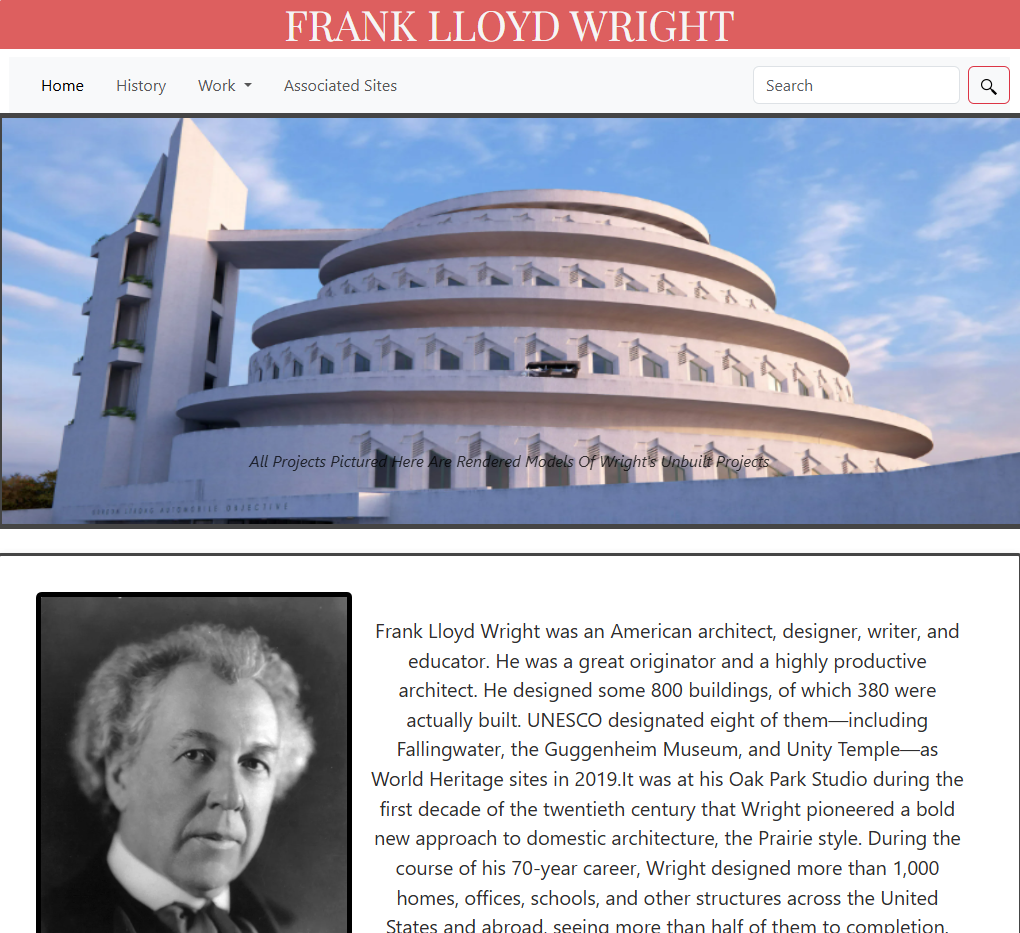 FRANK LLOYD WRIGHT
Home History Work Associated Sites Search
All Projects Pictured Here Are Rendered Models Of Wright's Unbuilt Projects
GORDON STRONG AUTOMOBILE OBJECTIVE
Frank Lloyd Wright was an American architect, designer, writer, and
educator. He was a great originator and a highly productive
architect. He designed some 800 buildings, of which 380 were
actually built. UNESCO designated eight of them—including
Fallingwater, the Guggenheim Museum, and Unity Temple—as
World Heritage sites in 2019.It was at his Oak Park Studio during the
first decade of the twentieth century that Wright pioneered a bold
new approach to domestic architecture, the Prairie style. During the
course of his 70-year career, Wright designed more than 1,000
homes, offices, schools, and other structures across the United
States and abroad, seeing more than half of them to completion.